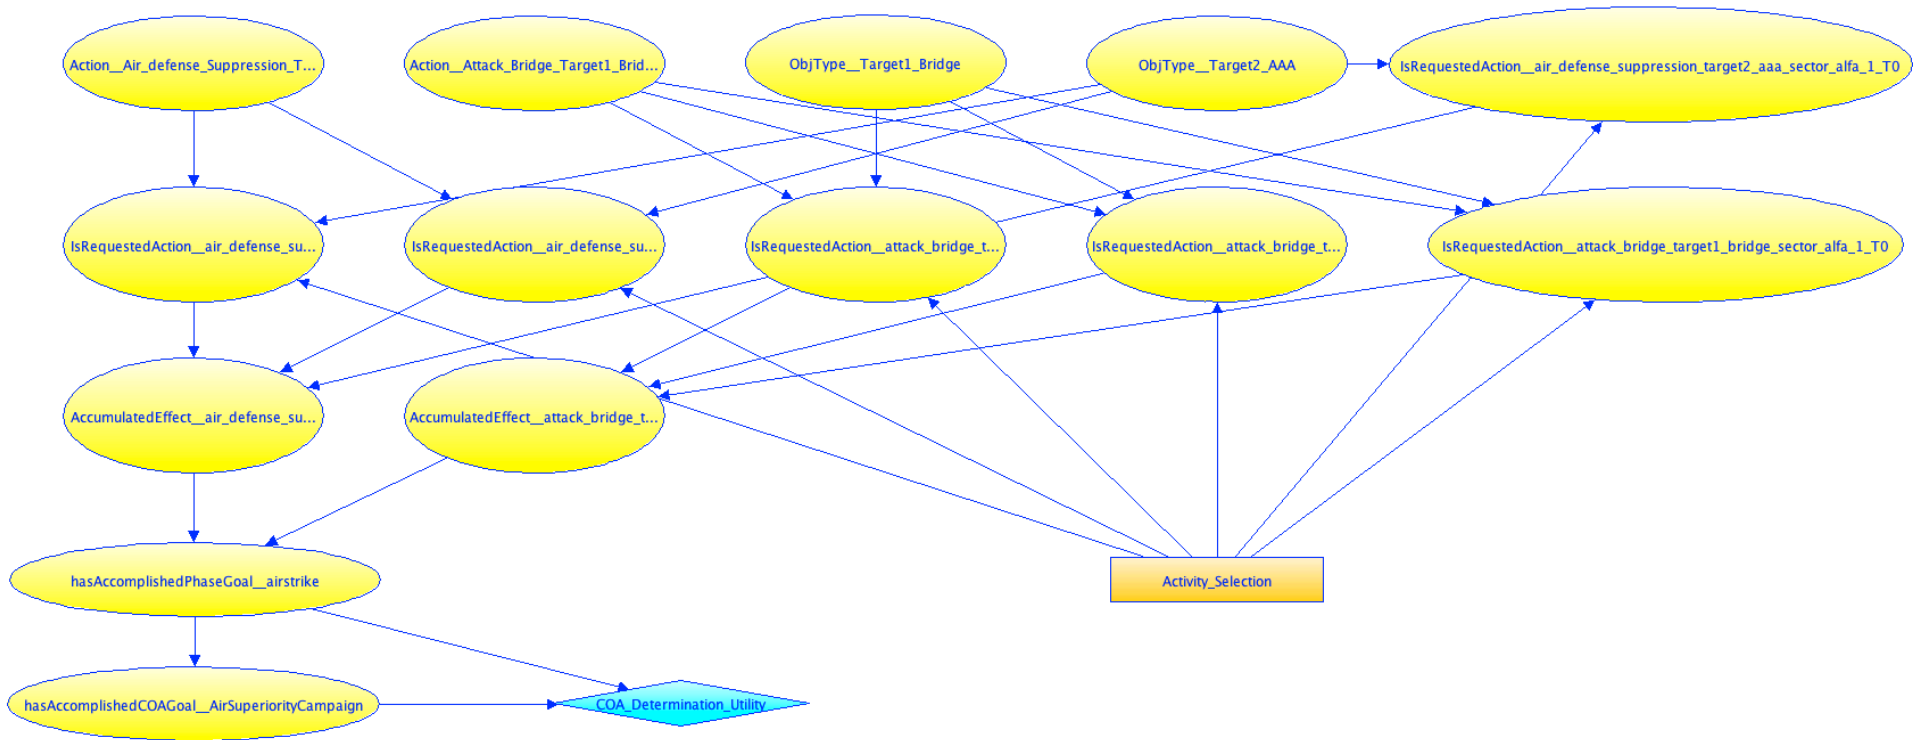 Action__Air_defense_Suppression_T...
Action__Attack_Bridge_Target1_Brid...
ObjType__Target1_Bridge
ObjType__Target2_AAA
IsRequestedAction__air_defense_suppression_target2_aaa_sector_alfa_1_T0
IsRequestedAction__air_defense_su...
IsRequestedAction__air_defense_su...
IsRequestedAction__attack_bridge_t...
IsRequestedAction__attack_bridge_t...
IsRequestedAction__attack_bridge_target1_bridge_sector_alfa_1_T0
AccumulatedEffect__air_defense_su...
AccumulatedEffect__attack_bridge_t...
hasAccomplishedPhaseGoal__airstrike
Activity_Selection
hasAccomplishedCOAGoal__AirSuperiorityCampaign
COA_Determination_Utility